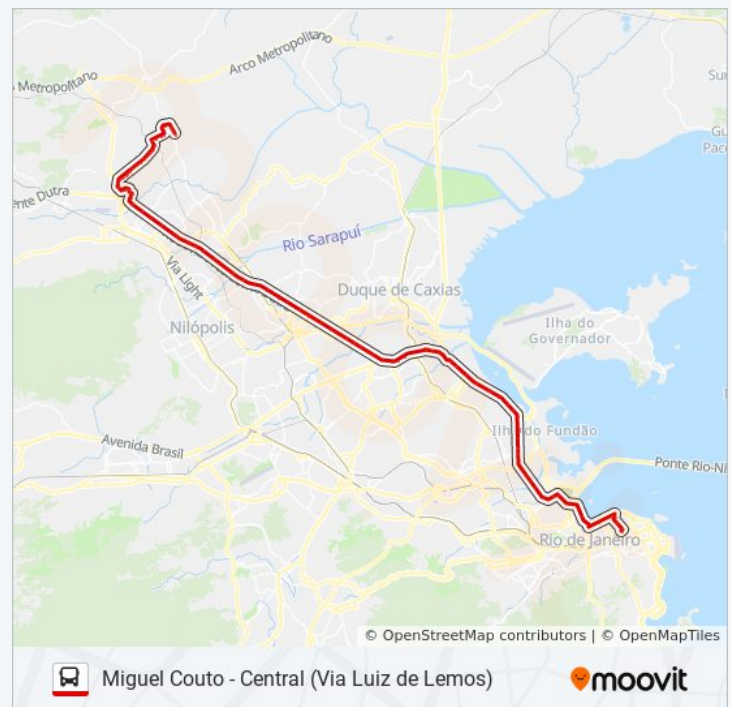 Arco Metropolitano
o Metropolitano
Su
Gu
Pac
ente Dutra
Rio Sarapuí
Via Light
Duque de Caxias
Nilópolis
Ilha do
Governador
Ilha do Fundão
Avenida Brasil
Ponte Rio-Ni
Rio de Janeiro
© OpenStreetMap contributors | © OpenMapTiles
Miguel Couto - Central (Via Luiz de Lemos)
moovit